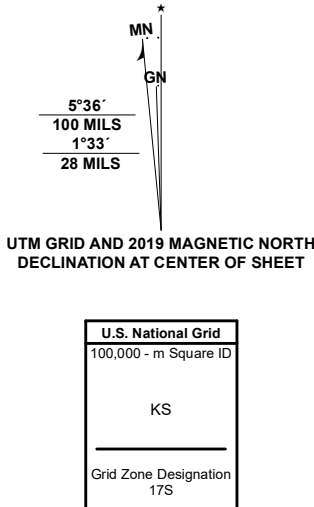 ★
MN
GN
5°36´
100 MILS
1°33´
28 MILS
UTM GRID AND 2019 MAGNETIC NORTH
DECLINATION AT CENTER OF SHEET
U.S. National Grid
100,000 - m Square ID
KS
Grid Zone Designation
17S